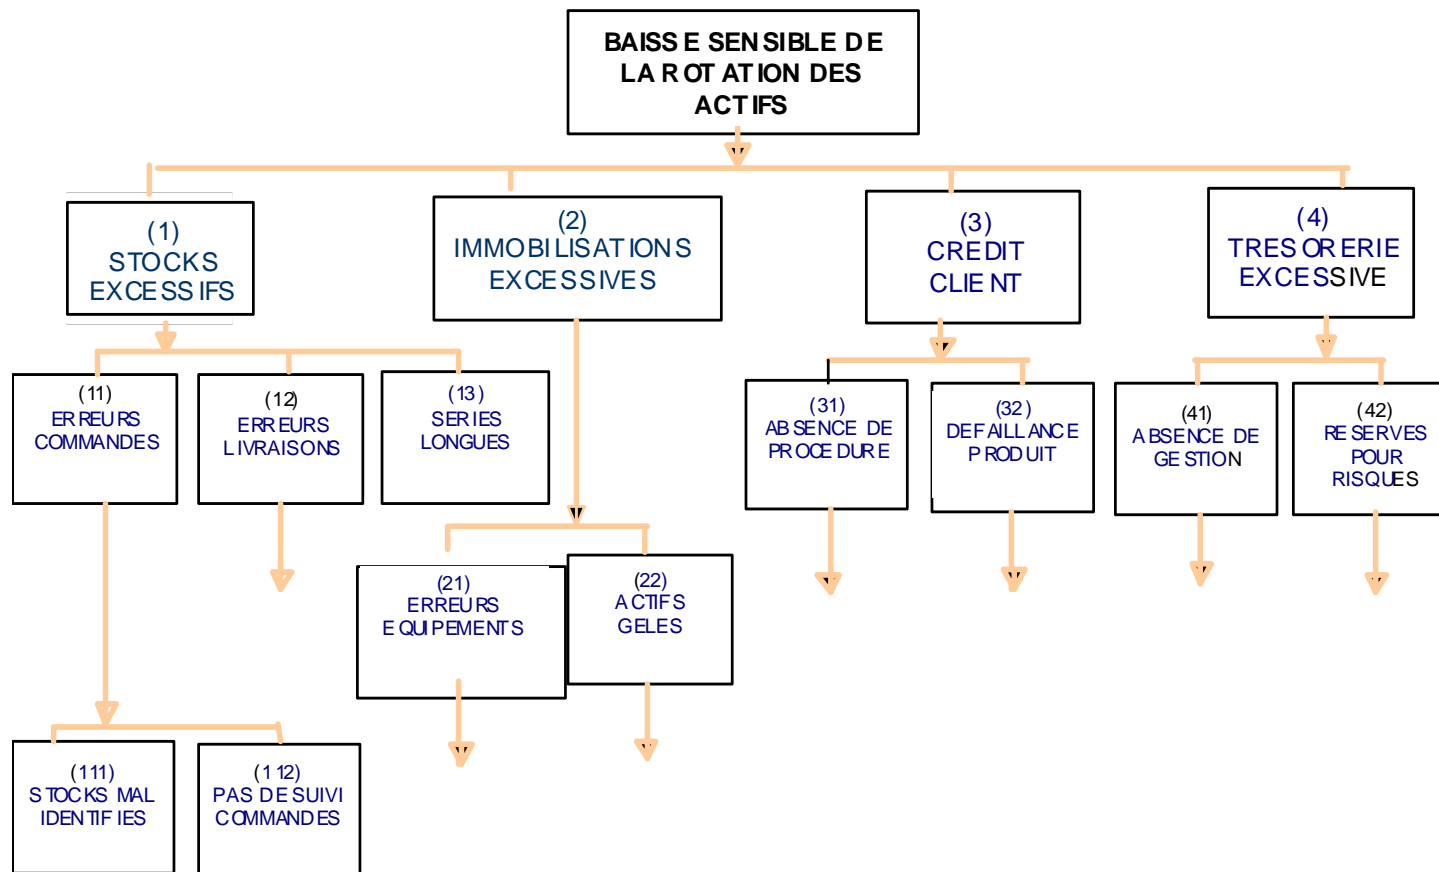 BAISSE SENSIBLE DE
LA ROTATION DES
ACTIFS
(1)
STOCKS
EXCESSIFS
(2)
IMMOBILISATIONS
EXCESSIVES
(3)
CREDIT
CLIENT
(4)
TRESORERIE
EXCESSIVE
(11)
ERREURS
COMMANDES
(12)
ERREURS
LIVRAISONS
(13)
SERIES
LONGUES
(31)
ABSENCE DE
PROCEDURE
(32)
DEFAILLANCE
PRODUIT
(41)
ABSENCE DE
GESTION
(42)
RESERVES
POUR
RISQUES
(21)
ERREURS
EQUIPEMENTS
(22)
ACTIFS
GELES
(111)
STOCKS MAL
IDENTIFIES
(112)
PAS DE SUIVI
COMMANDES